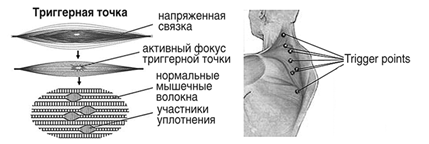 Триггерная точка
напряженная
связка
активный фокус
триггерной точки
нормальные
мышечные
волокна
участники
уплотнения
Trigger points